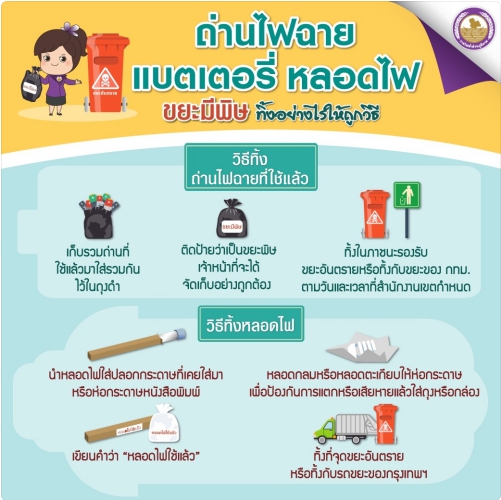 ถ่านไฟฉาย
แบตเตอรี่ หลอดไฟ
ขยะมีพิษ ทิ้งอย่างไรให้ถูกวิธี
วิธีทิ้ง
ถ่านไฟฉายที่ใช้แล้ว
เก็บรวมถ่านที่
ใช้แล้วมาใส่รวมกัน
ไว้ในถุงดำ
ขยะมีพิษ
ติดป้ายว่าเป็นขยะพิษ
เจ้าหน้าที่จะได้
จัดเก็บอย่างถูกต้อง
ทิ้งในภาชนะรองรับ
ขยะอันตรายหรือทิ้งกับขยะของ กทม.
ตามวันและเวลาที่สำนักงานเขตกำหนด
วิธีทิ้งหลอดไฟ
นำหลอดไฟใส่ปลอกกระดาษที่เคยใส่มา
หรือห่อกระดาษหนังสือพิมพ์
หลอดกลมหรือหลอดตะเกียบให้ห่อกระดาษ
เพื่อป้องกันการแตกหรือเสียหายแล้วใส่ถุงหรือกล่อง
เขียนคำว่า “หลอดไฟใช้แล้ว”
ทิ้งที่จุดขยะอันตราย
หรือทิ้งกับรถขยะของกรุงเทพฯ